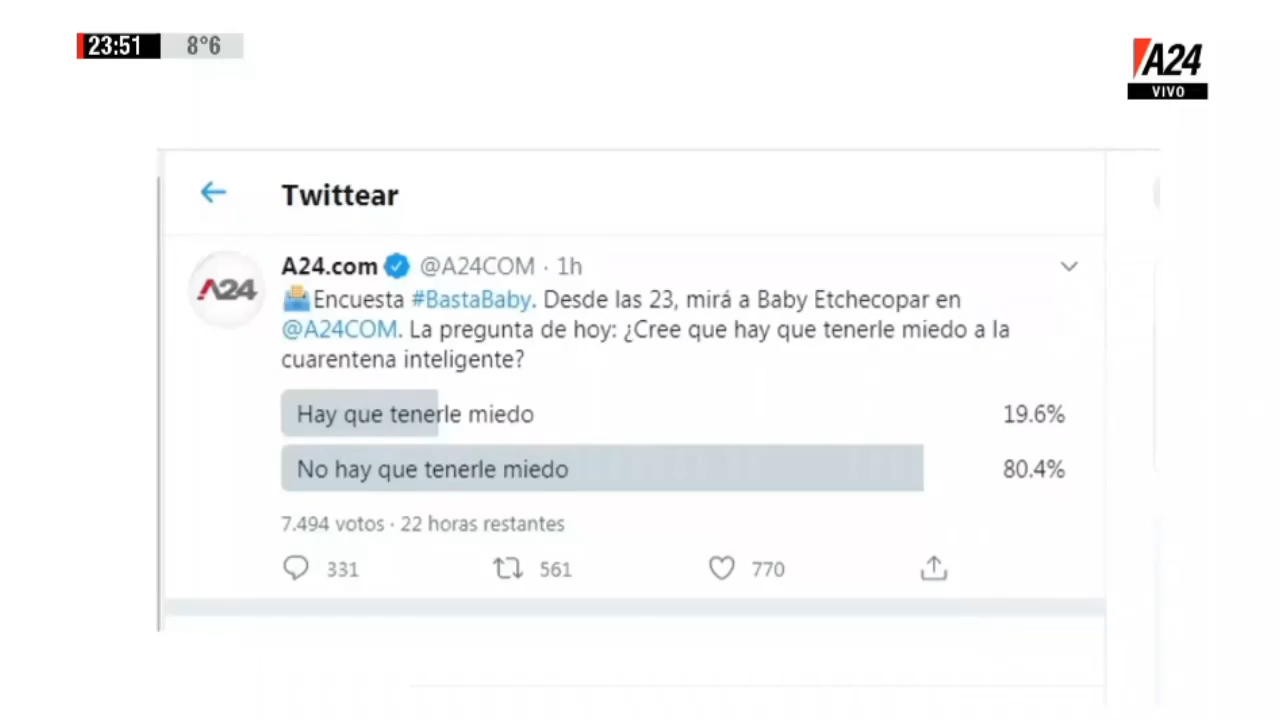 23:51 8°6
A24
VIVO
Twittear
A24.com @A24COM · 1h
A24
Encuesta #BastaBaby. Desde las 23, mirá a Baby Etchecopar en
@A24COM. La pregunta de hoy: ¿Cree que hay que tenerle miedo a la
cuarentena inteligente?
Hay que tenerle miedo 19.6%
No hay que tenerle miedo 80.4%
7.494 votos · 22 horas restantes
331 561 770